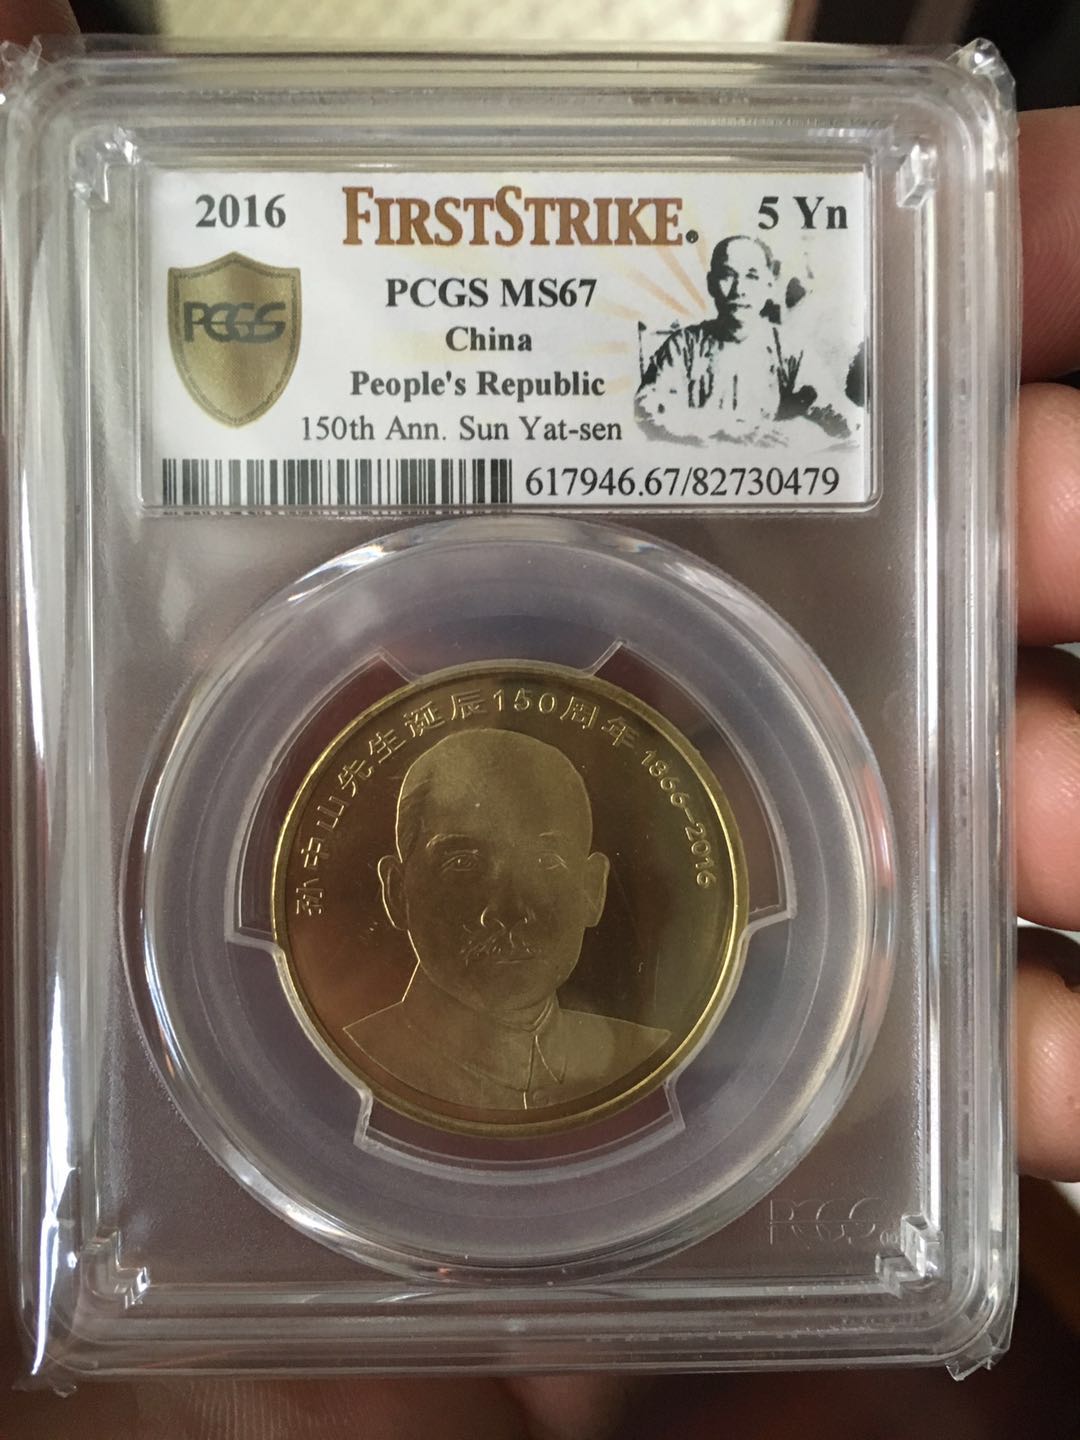 2016 FIRSTSTRIKE. 5 Yn
PCGS
PCGS MS67
China
People's Republic
150th Ann. Sun Yat-sen
617946.67/82730479
孙中山先生诞辰150周年 1866—2016
PCGS